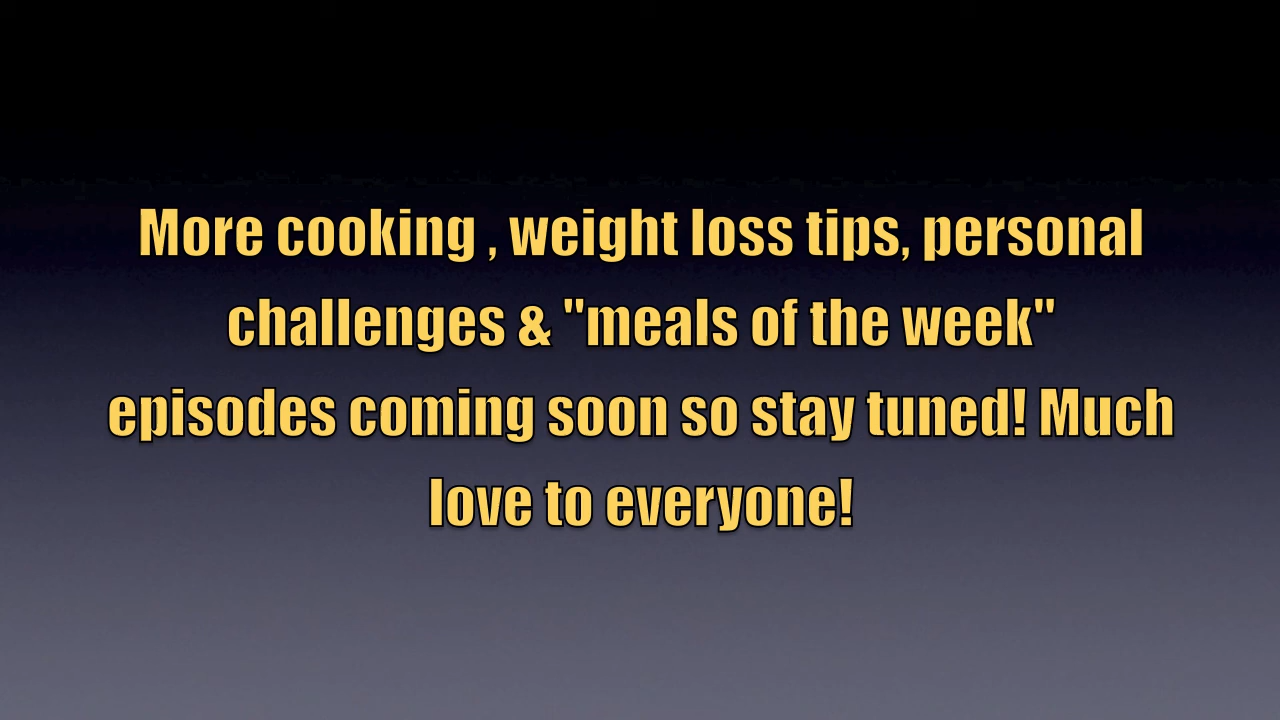 More cooking , weight loss tips, personal
challenges & "meals of the week"
episodes coming soon so stay tuned! Much
love to everyone!